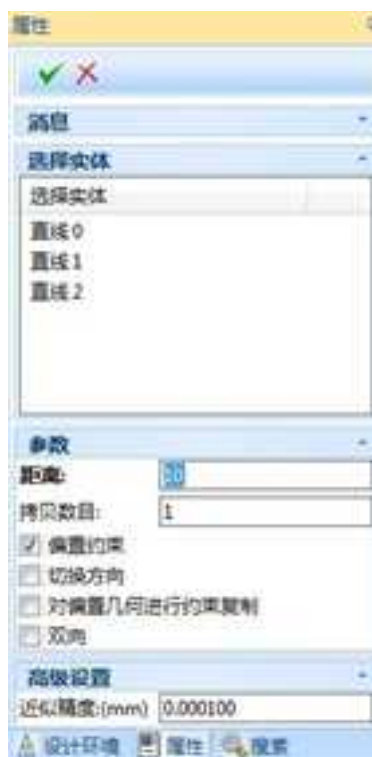 属性
消息
选择实体
选择实体
直线 0
直线 1
直线 2
参数
距离: 20
拷贝数目: 1
偏置约束
切换方向
对偏置几何进行约束复制
双向
高级设置
近似精度:(mm) 0.000100
设计环境 属性 搜索